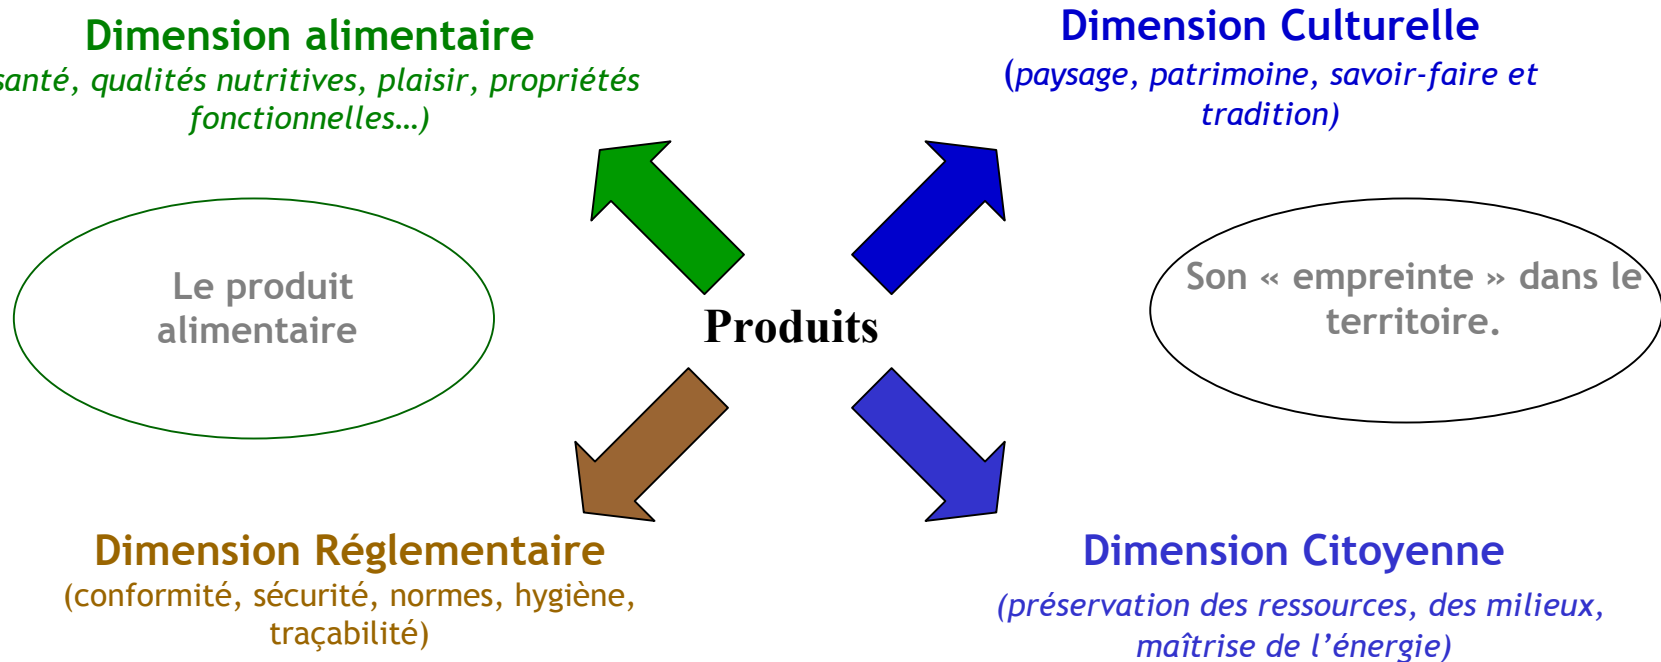 Dimension alimentaire
santé, qualités nutritives, plaisir, propriétés
fonctionnelles…)
Dimension Culturelle
(paysage, patrimoine, savoir-faire et
tradition)
Le produit
alimentaire
Produits
Son « empreinte » dans le
territoire.
Dimension Réglementaire
(conformité, sécurité, normes, hygiène,
traçabilité)
Dimension Citoyenne
(préservation des ressources, des milieux,
maîtrise de l’énergie)